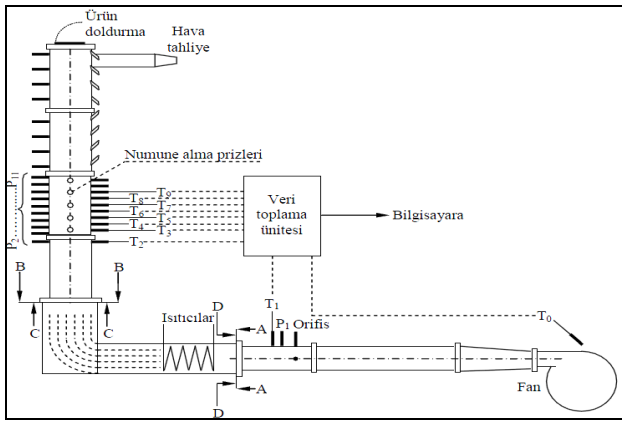 Ürün
doldurma
Hava
tahliye
Numune alma prizleri
P11
P2
T9
T8
T7
T6
T5
T4
T3
T2
Veri
toplama
ünitesi
Bilgisayara
B
B
C
C
Isıtıcılar
D
A
T1
P1
Orifis
T0
A
D
Fan